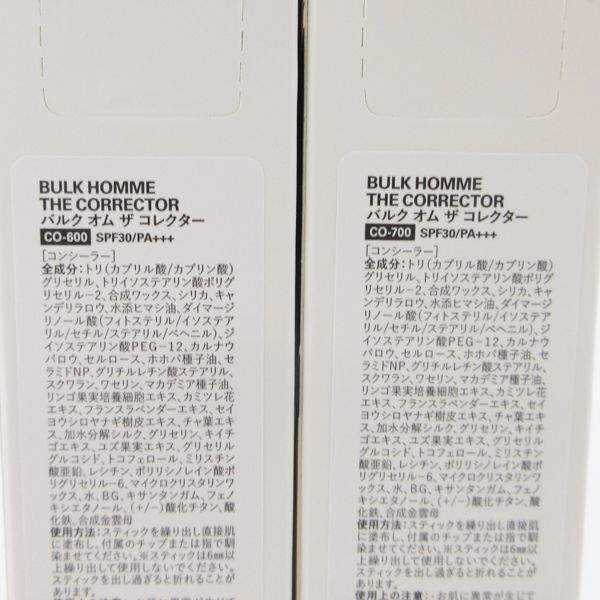 BULK HOMME
THE CORRECTOR
バルク オム ザ コレクター
CO-600 SPF30/PA+++
[コンシーラー]
全成分:トリ(カプリル酸/カプリン酸)
グリセリル、トリイソステアリン酸ポリグ
リセリル-2、合成ワックス、シリカ、キャ
ンデリラロウ、水添ヒマシ油、ダイマージ
リノール酸(フィトステリル/イソステア
リル/セチル/ステアリル/ベヘニル)、ジ
イソステアリン酸PEG-12、カルナウ
バロウ、セルロース、ホホバ種子油、セ
ラミドNP、グリチルレチン酸ステアリル、
スクワラン、ワセリン、マカデミア種子油、
リンゴ果実培養細胞エキス、カミツレ花
エキス、フランスラベンダーエキス、セイ
ヨウシロヤナギ樹皮エキス、チャ葉エキ
ス、加水分解シルク、グリセリン、キイチ
ゴエキス、ユズ果実エキス、グリセリル
グルコシド、トコフェロール、ミリスチン
酸亜鉛、レシチン、ポリリシノレイン酸ポ
リグリセリル-6、マイクロクリスタリンワ
ックス、水、BG、キサンタンガム、フェノ
キシエタノール、(+/-)酸化チタン、酸
化鉄、合成金雲母
使用方法:スティックを繰り出し直接肌
に塗布し、付属のチップまたは指で馴
染ませてください。※スティックは6mm以
上繰り出して使用しないでください。
スティックを出し過ぎると折れることが
あります。
BULK HOMME
THE CORRECTOR
バルク オム ザ コレクター
CO-700 SPF30/PA+++
[コンシーラー]
全成分:トリ(カプリル酸/カプリン酸)
グリセリル、トリイソステアリン酸ポリグ
リセリル-2、合成ワックス、シリカ、キャ
ンデリラロウ、水添ヒマシ油、ダイマージ
リノール酸(フィトステリル/イソステア
リル/セチル/ステアリル/ベヘニル)、ジ
イソステアリン酸PEG-12、カルナウ
バロウ、セルロース、ホホバ種子油、セ
ラミドNP、グリチルレチン酸ステアリル、
スクワラン、ワセリン、マカデミア種子油、
リンゴ果実培養細胞エキス、カミツレ花
エキス、フランスラベンダーエキス、セイ
ヨウシロヤナギ樹皮エキス、チャ葉エキ
ス、加水分解シルク、グリセリン、キイチ
ゴエキス、ユズ果実エキス、グリセリル
グルコシド、トコフェロール、ミリスチン
酸亜鉛、レシチン、ポリリシノレイン酸ポ
リグリセリル-6、マイクロクリスタリンワ
ックス、水、BG、キサンタンガム、フェノ
キシエタノール、(+/-)酸化チタン、酸
化鉄、合成金雲母
使用方法:スティックを繰り出し直接肌
に塗布し、付属のチップまたは指で馴
染ませてください。※スティックは6mm以
上繰り出して使用しないでください。
スティックを出し過ぎると折れることが
あります。
使用上の注意:・お肌に異常が生じて